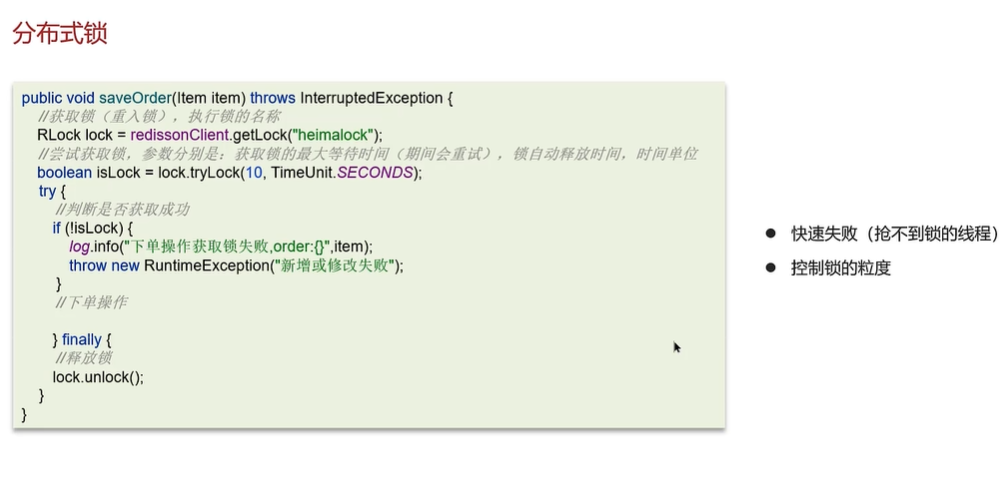 分布式锁
public void saveOrder(Item item) throws InterruptedException {
//获取锁（重入锁），执行锁的名称
RLock lock = redissonClient.getLock("heimalock");
//尝试获取锁，参数分别是：获取锁的最大等待时间（期间会重试），锁自动释放时间，时间单位
boolean isLock = lock.tryLock(10, TimeUnit.SECONDS);
try {
//判断是否获取成功
if (!isLock) {
log.info("下单操作获取锁失败,order:{}",item);
throw new RuntimeException("新增或修改失败");
}
//下单操作
} finally {
//释放锁
lock.unlock();
}
}
● 快速失败（抢不到锁的线程）
● 控制锁的粒度